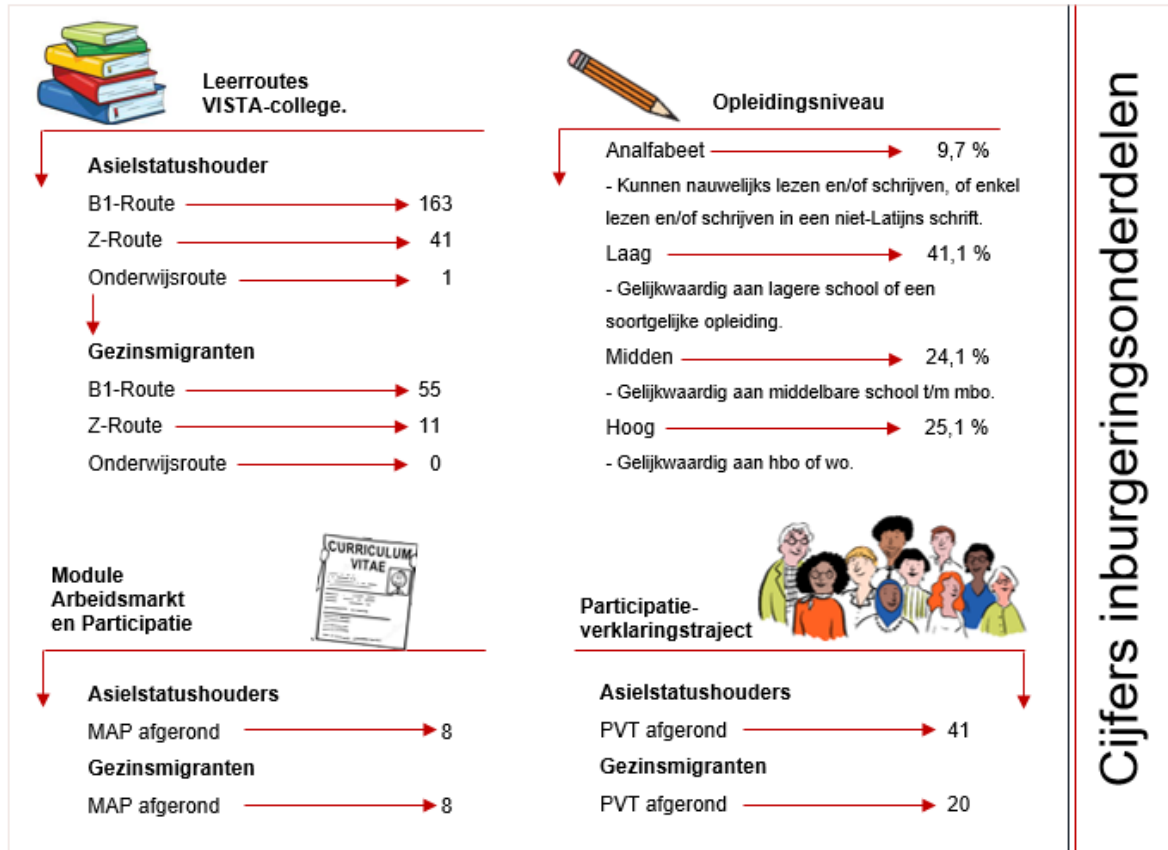 Leerroutes
VISTA-college.
Asielstatushouder
B1-Route 163
Z-Route 41
Onderwijsroute 1
Gezinsmigranten
B1-Route 55
Z-Route 11
Onderwijsroute 0
Opleidingsniveau
Analfabeet 9,7 %
- Kunnen nauwelijks lezen en/of schrijven, of enkel
lezen en/of schrijven in een niet-Latijns schrift.
Laag 41,1 %
- Gelijkwaardig aan lagere school of een
soortgelijke opleiding.
Midden 24,1 %
- Gelijkwaardig aan middelbare school t/m mbo.
Hoog 25,1 %
- Gelijkwaardig aan hbo of wo.
CURRICULUM
VITAE
Module
Arbeidsmarkt
en Participatie
Asielstatushouders
MAP afgerond 8
Gezinsmigranten
MAP afgerond 8
Participatie-
verklaringstraject
Asielstatushouders
PVT afgerond 41
Gezinsmigranten
PVT afgerond 20
Cijfers inburgeringsonderdelen